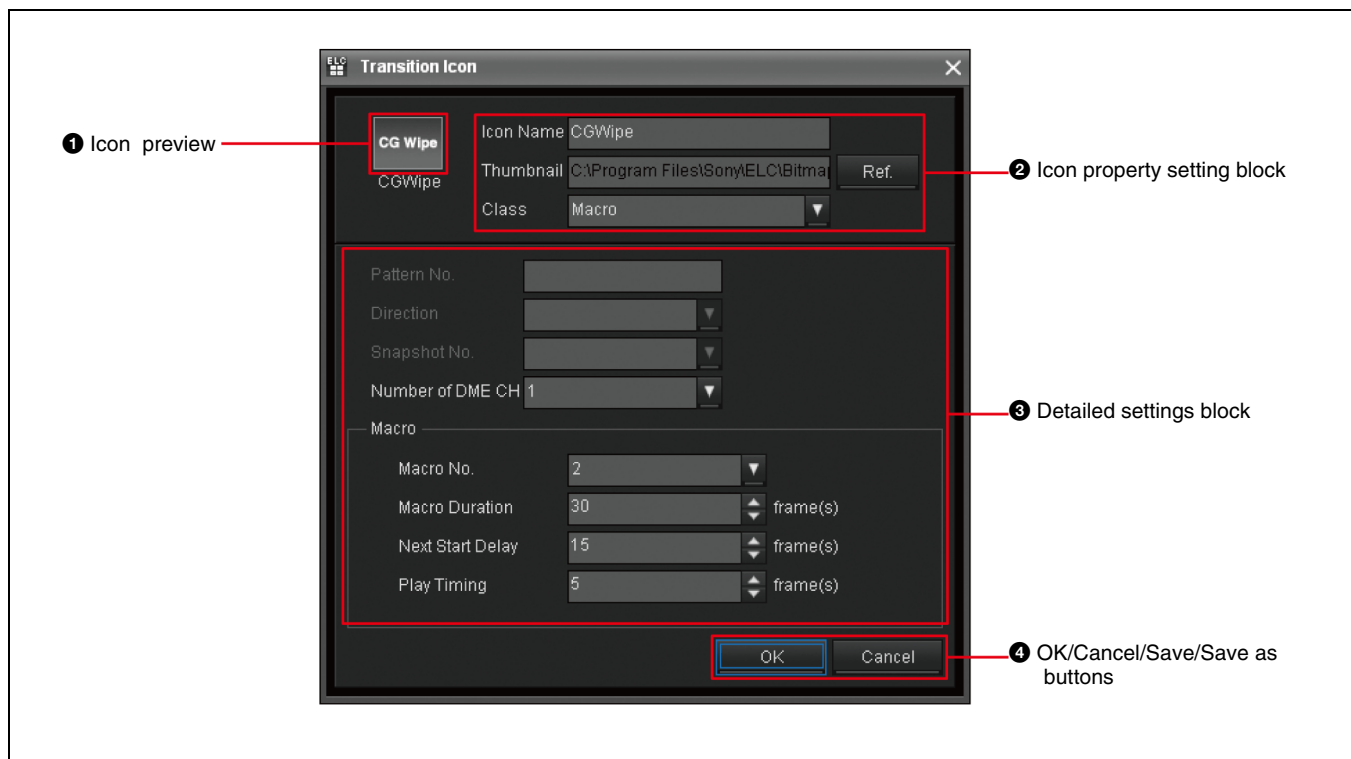 ELC Transition Icon
❶ Icon preview
CG Wipe
CGWipe
Icon Name CGWipe
Thumbnail C:\Program Files\Sony\ELC\Bitma Ref.
Class Macro
❷ Icon property setting block
Pattern No.
Direction
Snapshot No.
Number of DME CH 1
Macro
Macro No. 2
Macro Duration 30 frame(s)
Next Start Delay 15 frame(s)
Play Timing 5 frame(s)
❸ Detailed settings block
OK Cancel
❹ OK/Cancel/Save/Save as
buttons